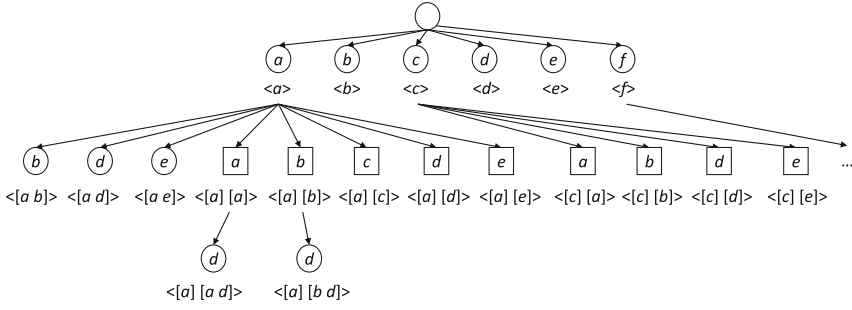 a b c d e f
<a> <b> <c> <d> <e> <f>
b d e a b c d e a b d e ...
<[a b]> <[a d]> <[a e]> <[a] [a]> <[a] [b]> <[a] [c]> <[a] [d]> <[a] [e]> <[c] [a]> <[c] [b]> <[c] [d]> <[c] [e]>
d d
<[a] [a d]> <[a] [b d]>